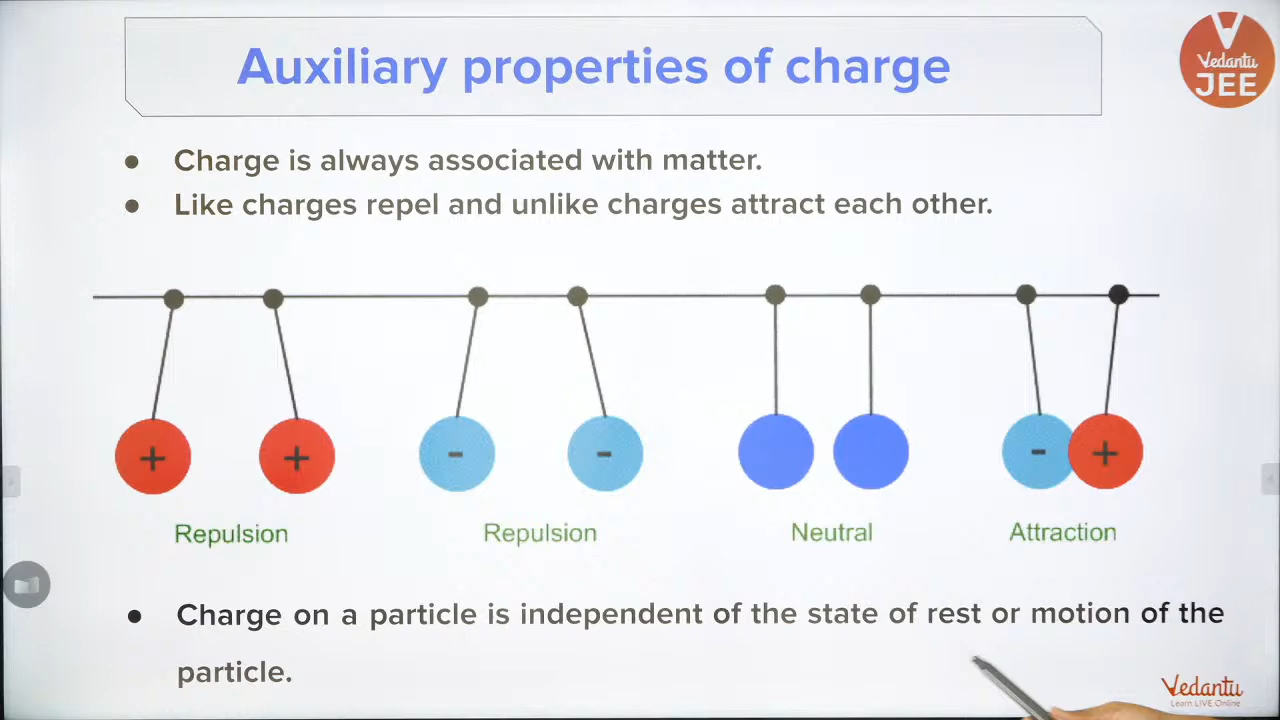 Auxiliary properties of charge
Vedantu
JEE
● Charge is always associated with matter.
● Like charges repel and unlike charges attract each other.
+ + - - - +
Repulsion Repulsion Neutral Attraction
● Charge on a particle is independent of the state of rest or motion of the
particle.
Vedantu
Learn LIVE Online